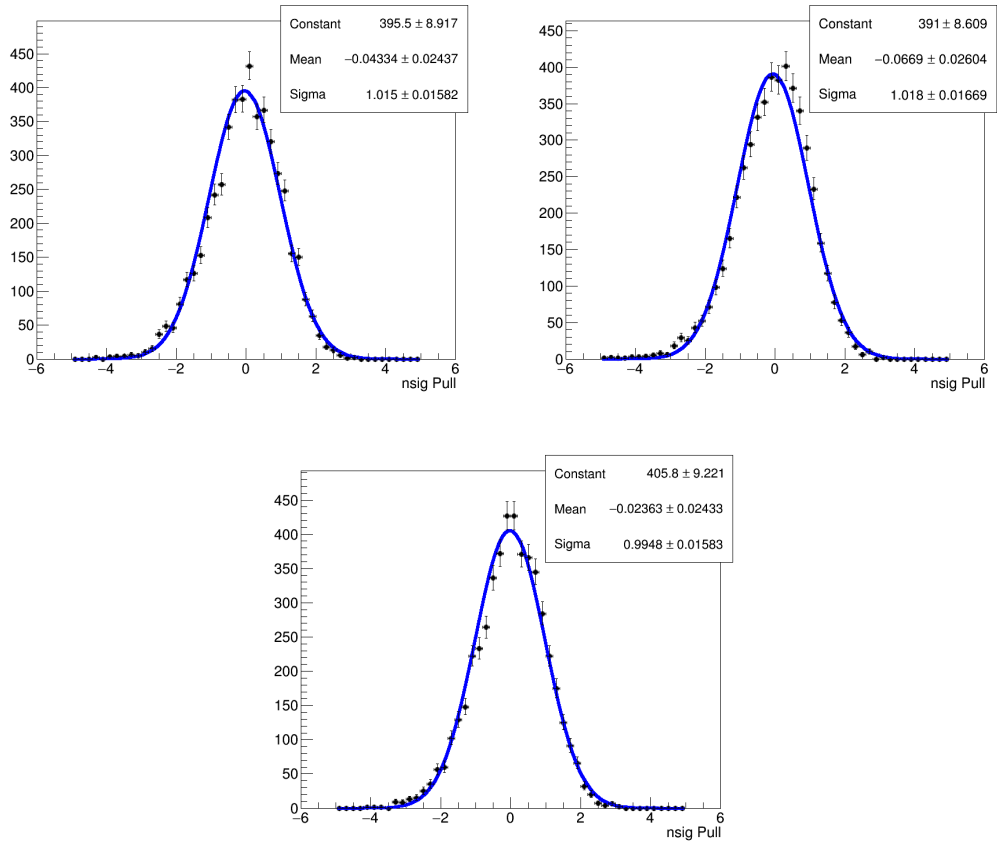 Constant 395.5 ± 8.917
Mean −0.04334 ± 0.02437
Sigma 1.015 ± 0.01582
450
400
350
300
250
200
150
100
50
0
−6 −4 −2 0 2 4 6
nsig Pull
Constant 391 ± 8.609
Mean −0.0669 ± 0.02604
Sigma 1.018 ± 0.01669
450
400
350
300
250
200
150
100
50
0
−6 −4 −2 0 2 4 6
nsig Pull
Constant 405.8 ± 9.221
Mean −0.02363 ± 0.02433
Sigma 0.9948 ± 0.01583
450
400
350
300
250
200
150
100
50
0
−6 −4 −2 0 2 4 6
nsig Pull